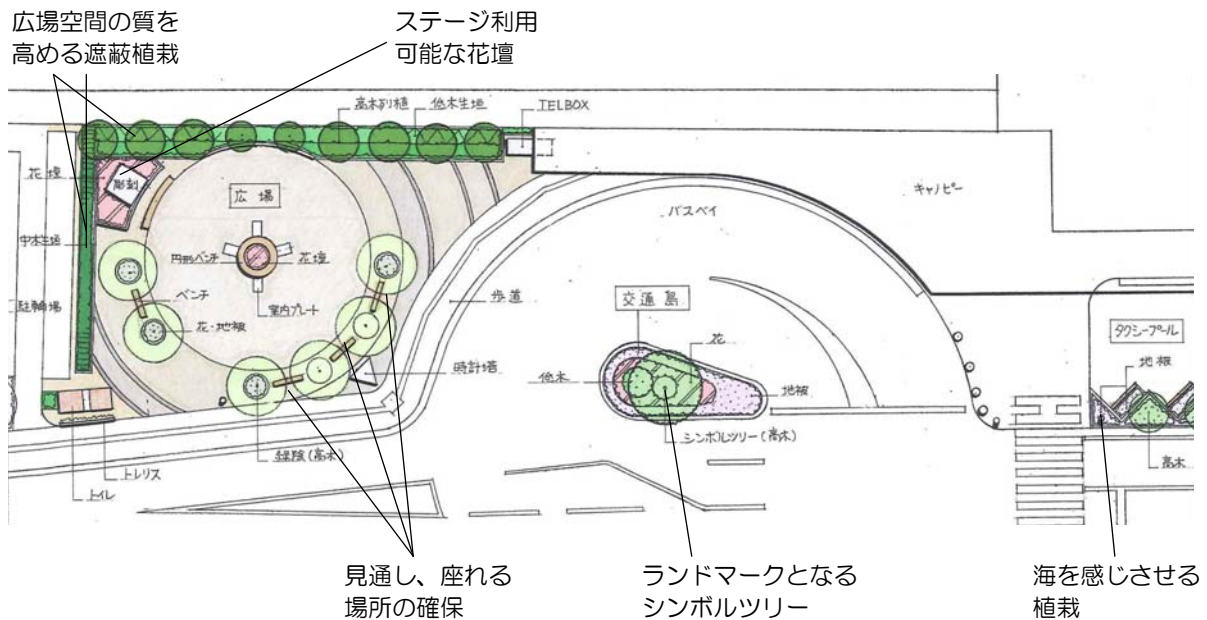 広場空間の質を
高める遮蔽植栽
ステージ利用
可能な花壇
高木列植
低木生垣
TELBOX
花壇
彫刻
広場
キャノピー
バスベイ
中木生垣
円形ベンチ
花壇
歩道
交通島
ベンチ
案内プレート
花
タクシープール
駐輪場
花・地被
地被
時計塔
低木
地被
シンボルツリー(高木)
緑陰(高木)
高木
トレリス
トイレ
見通し、座れる
場所の確保
ランドマークとなる
シンボルツリー
海を感じさせる
植栽